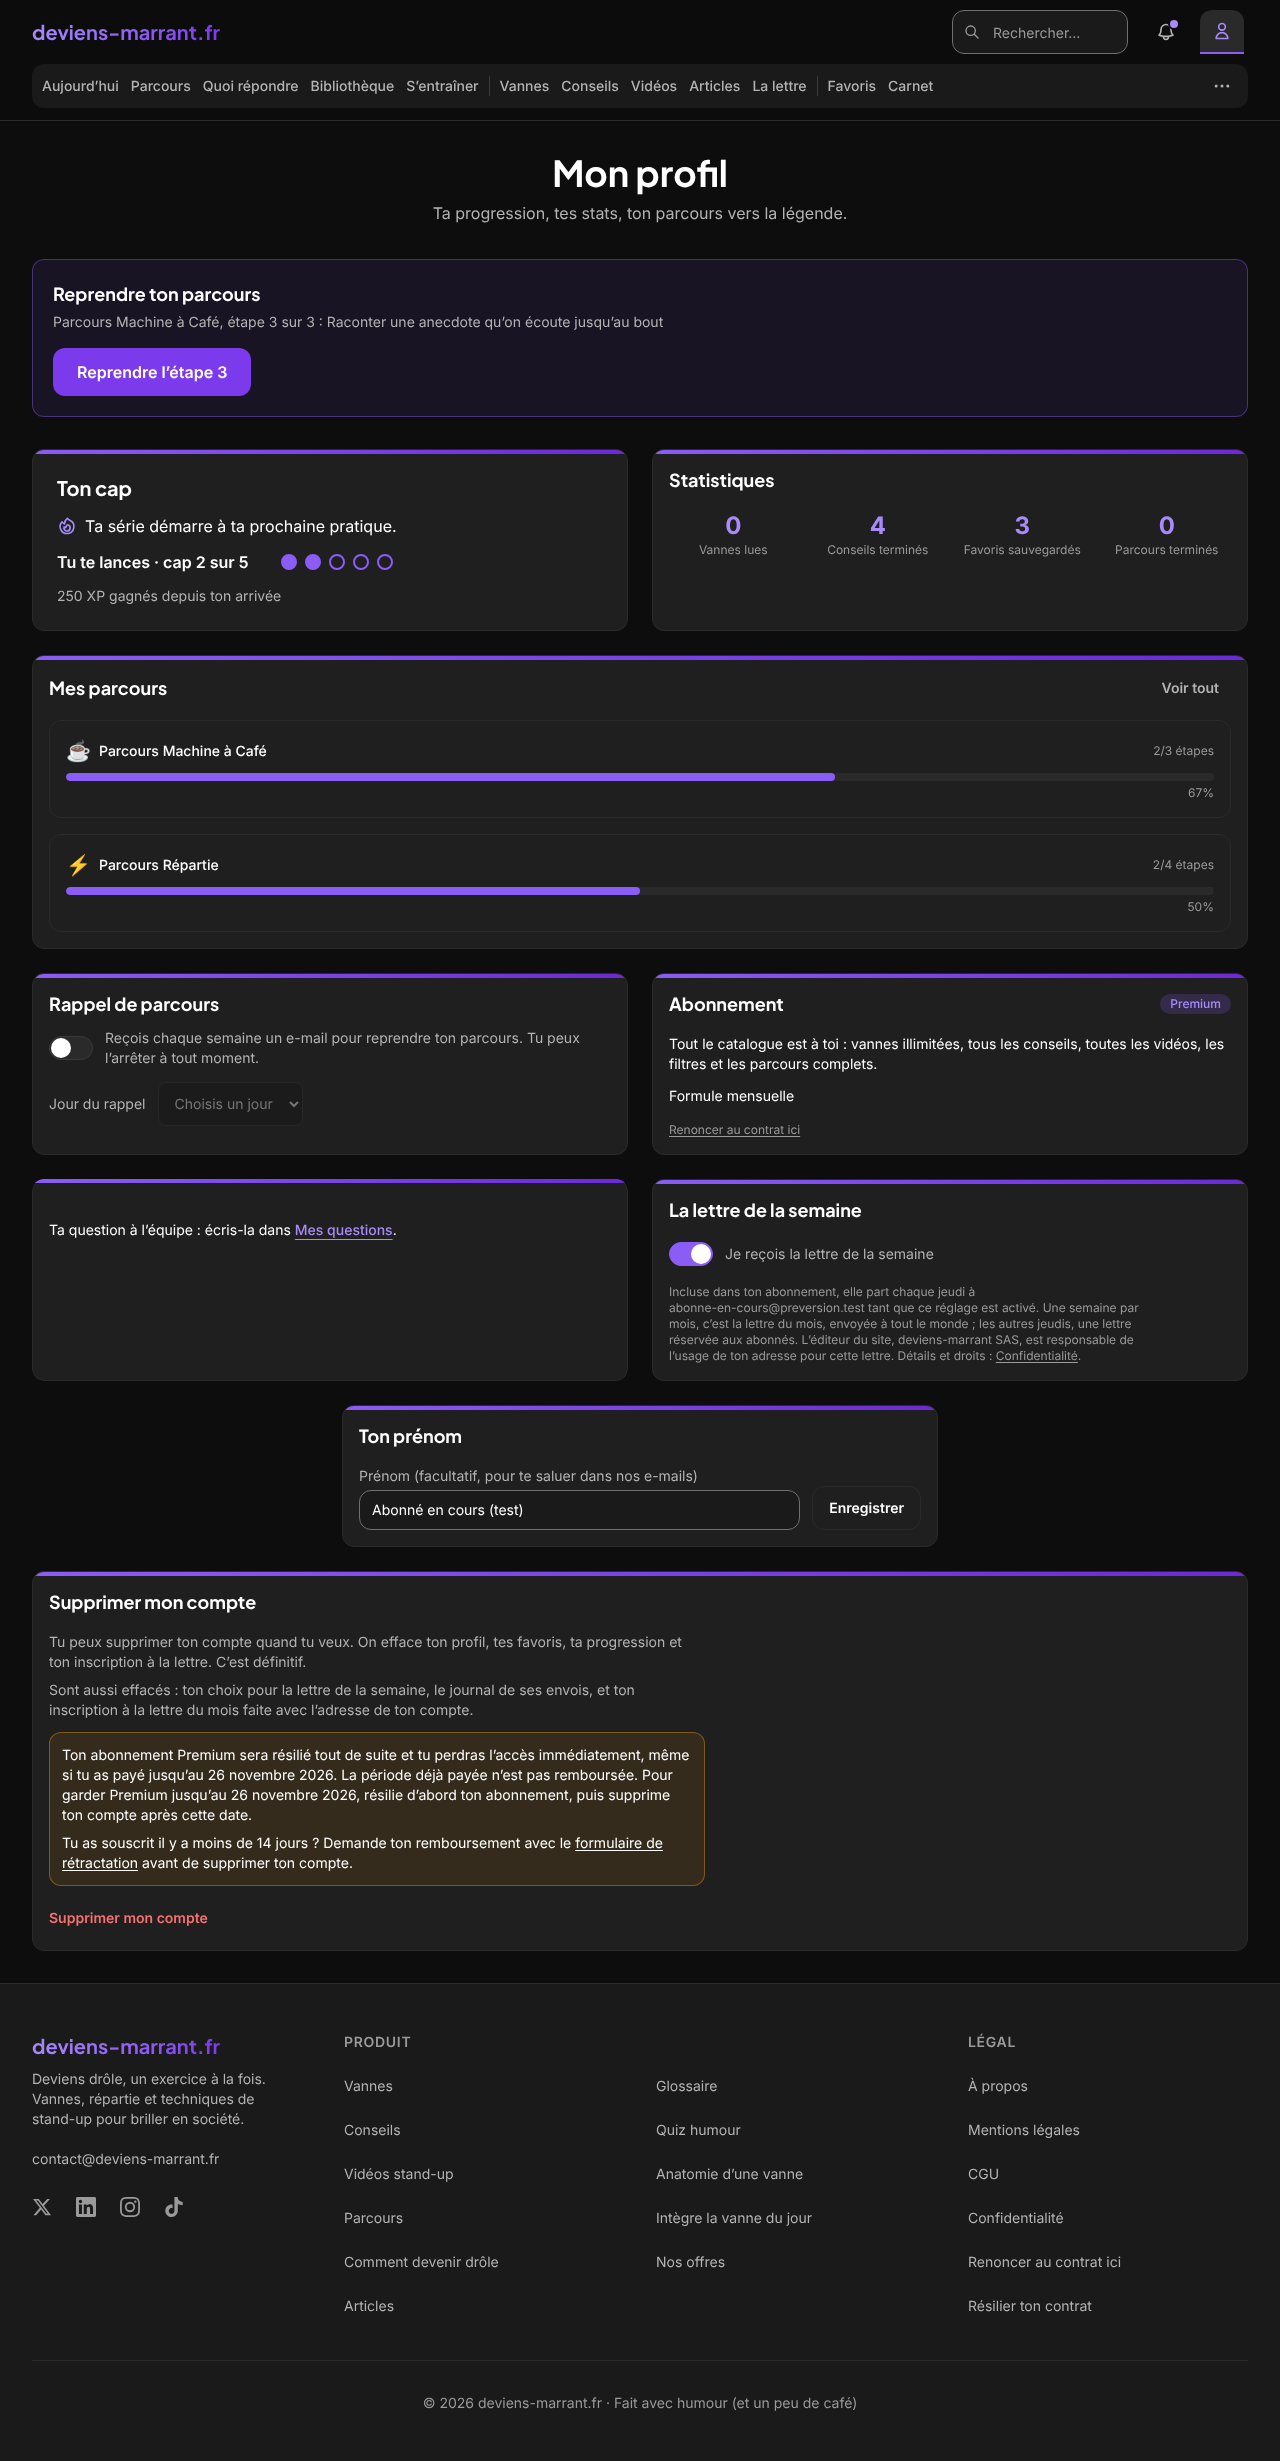 deviens-marrant.fr
Rechercher...
Aujourd’hui Parcours Quoi répondre Bibliothèque S’entraîner Vannes Conseils Vidéos Articles La lettre Favoris Carnet
Mon profil
Ta progression, tes stats, ton parcours vers la légende.
Reprendre ton parcours
Parcours Machine à Café, étape 3 sur 3 : Raconter une anecdote qu’on écoute jusqu’au bout
Reprendre l’étape 3
Ton cap
Ta série démarre à ta prochaine pratique.
Tu te lances · cap 2 sur 5
250 XP gagnés depuis ton arrivée
Statistiques
0 4 3 0
Vannes lues Conseils terminés Favoris sauvegardés Parcours terminés
Mes parcours
Voir tout
Parcours Machine à Café
2/3 étapes
67%
Parcours Répartie
2/4 étapes
50%
Rappel de parcours
Reçois chaque semaine un e-mail pour reprendre ton parcours. Tu peux
l’arrêter à tout moment.
Jour du rappel
Choisis un jour
Abonnement
Premium
Tout le catalogue est à toi : vannes illimitées, tous les conseils, toutes les vidéos, les
filtres et les parcours complets.
Formule mensuelle
Renoncer au contrat ici
Ta question à l’équipe : écris-la dans Mes questions.
La lettre de la semaine
Je reçois la lettre de la semaine
Incluse dans ton abonnement, elle part chaque jeudi à
abonne-en-cours@preversion.test tant que ce réglage est activé. Une semaine par
mois, c’est la lettre du mois, envoyée à tout le monde ; les autres jeudis, une lettre
réservée aux abonnés. L’éditeur du site, deviens-marrant SAS, est responsable de
l’usage de ton adresse pour cette lettre. Détails et droits : Confidentialité.
Ton prénom
Prénom (facultatif, pour te saluer dans nos e-mails)
Abonné en cours (test)
Enregistrer
Supprimer mon compte
Tu peux supprimer ton compte quand tu veux. On efface ton profil, tes favoris, ta progression et
ton inscription à la lettre. C’est définitif.
Sont aussi effacés : ton choix pour la lettre de la semaine, le journal de ses envois, et ton
inscription à la lettre du mois faite avec l’adresse de ton compte.
Ton abonnement Premium sera résilié tout de suite et tu perdras l’accès immédiatement, même
si tu as payé jusqu’au 26 novembre 2026. La période déjà payée n’est pas remboursée. Pour
garder Premium jusqu’au 26 novembre 2026, résilie d’abord ton abonnement, puis supprime
ton compte après cette date.
Tu as souscrit il y a moins de 14 jours ? Demande ton remboursement avec le formulaire de
rétractation avant de supprimer ton compte.
Supprimer mon compte
deviens-marrant.fr
Deviens drôle, un exercice à la fois.
Vannes, répartie et techniques de
stand-up pour briller en société.
contact@deviens-marrant.fr
PRODUIT
Vannes
Conseils
Vidéos stand-up
Parcours
Comment devenir drôle
Articles
Glossaire
Quiz humour
Anatomie d’une vanne
Intègre la vanne du jour
Nos offres
LÉGAL
À propos
Mentions légales
CGU
Confidentialité
Renoncer au contrat ici
Résilier ton contrat
© 2026 deviens-marrant.fr · Fait avec humour (et un peu de café)